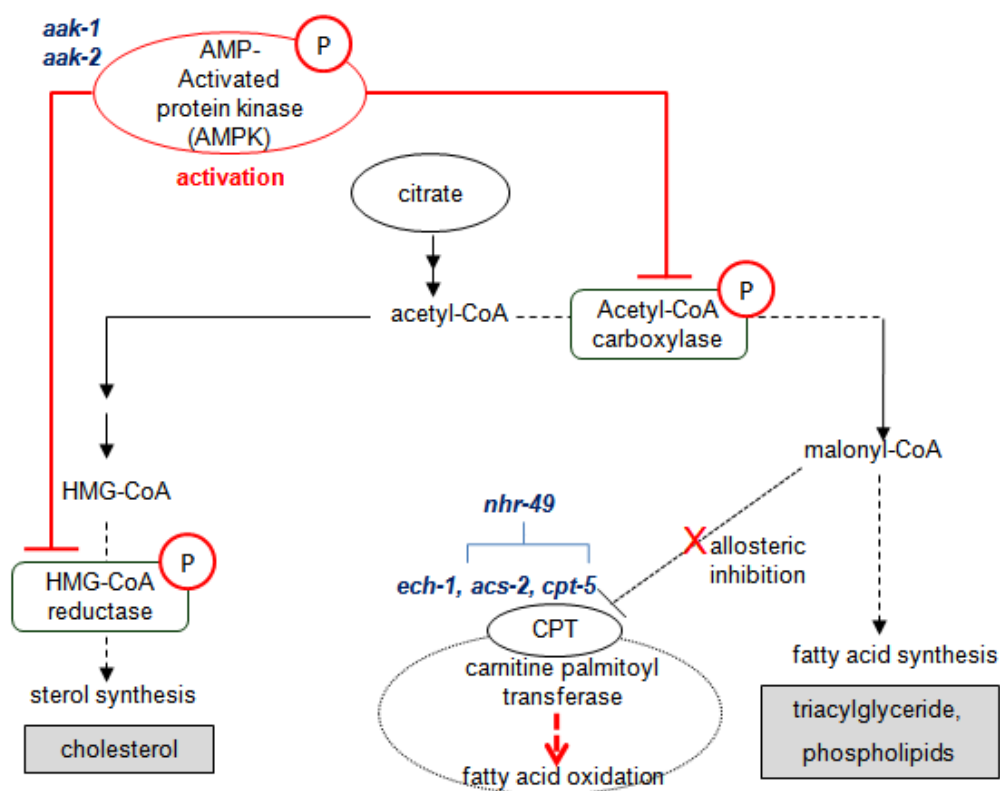 aak-1
aak-2
P
AMP-
Activated
protein kinase
(AMPK)
activation
citrate
acetyl-CoA
Acetyl-CoA
carboxylase
P
HMG-CoA
malonyl-CoA
nhr-49
X allosteric
inhibition
P
HMG-CoA
reductase
ech-1, acs-2, cpt-5
CPT
carnitine palmitoyl
transferase
fatty acid oxidation
sterol synthesis
cholesterol
fatty acid synthesis
triacylglyceride,
phospholipids